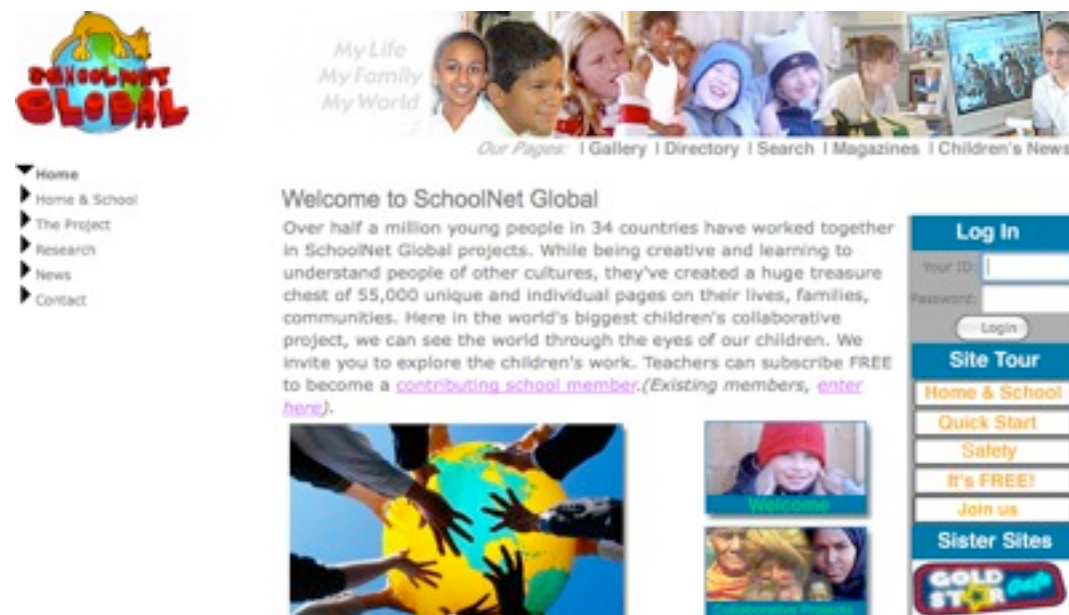 SCHOOLNET
GLOBAL
My Life
My Family
My World
Our Pages: | Gallery | Directory | Search | Magazines | Children's News
Home
Home & School
The Project
Research
News
Contact
Welcome to SchoolNet Global
Over half a million young people in 34 countries have worked together
in SchoolNet Global projects. While being creative and learning to
understand people of other cultures, they've created a huge treasure
chest of 55,000 unique and individual pages on their lives, families,
communities. Here in the world's biggest children's collaborative
project, we can see the world through the eyes of our children. We
invite you to explore the children's work. Teachers can subscribe FREE
to become a contributing school member.(Existing members, enter
here).
Welcome
Collaborative Projects
Log In
Your ID:
Password:
Login
Site Tour
Home & School
Quick Start
Safety
It's FREE!
Join us
Sister Sites
GOLD
STAR Cafe